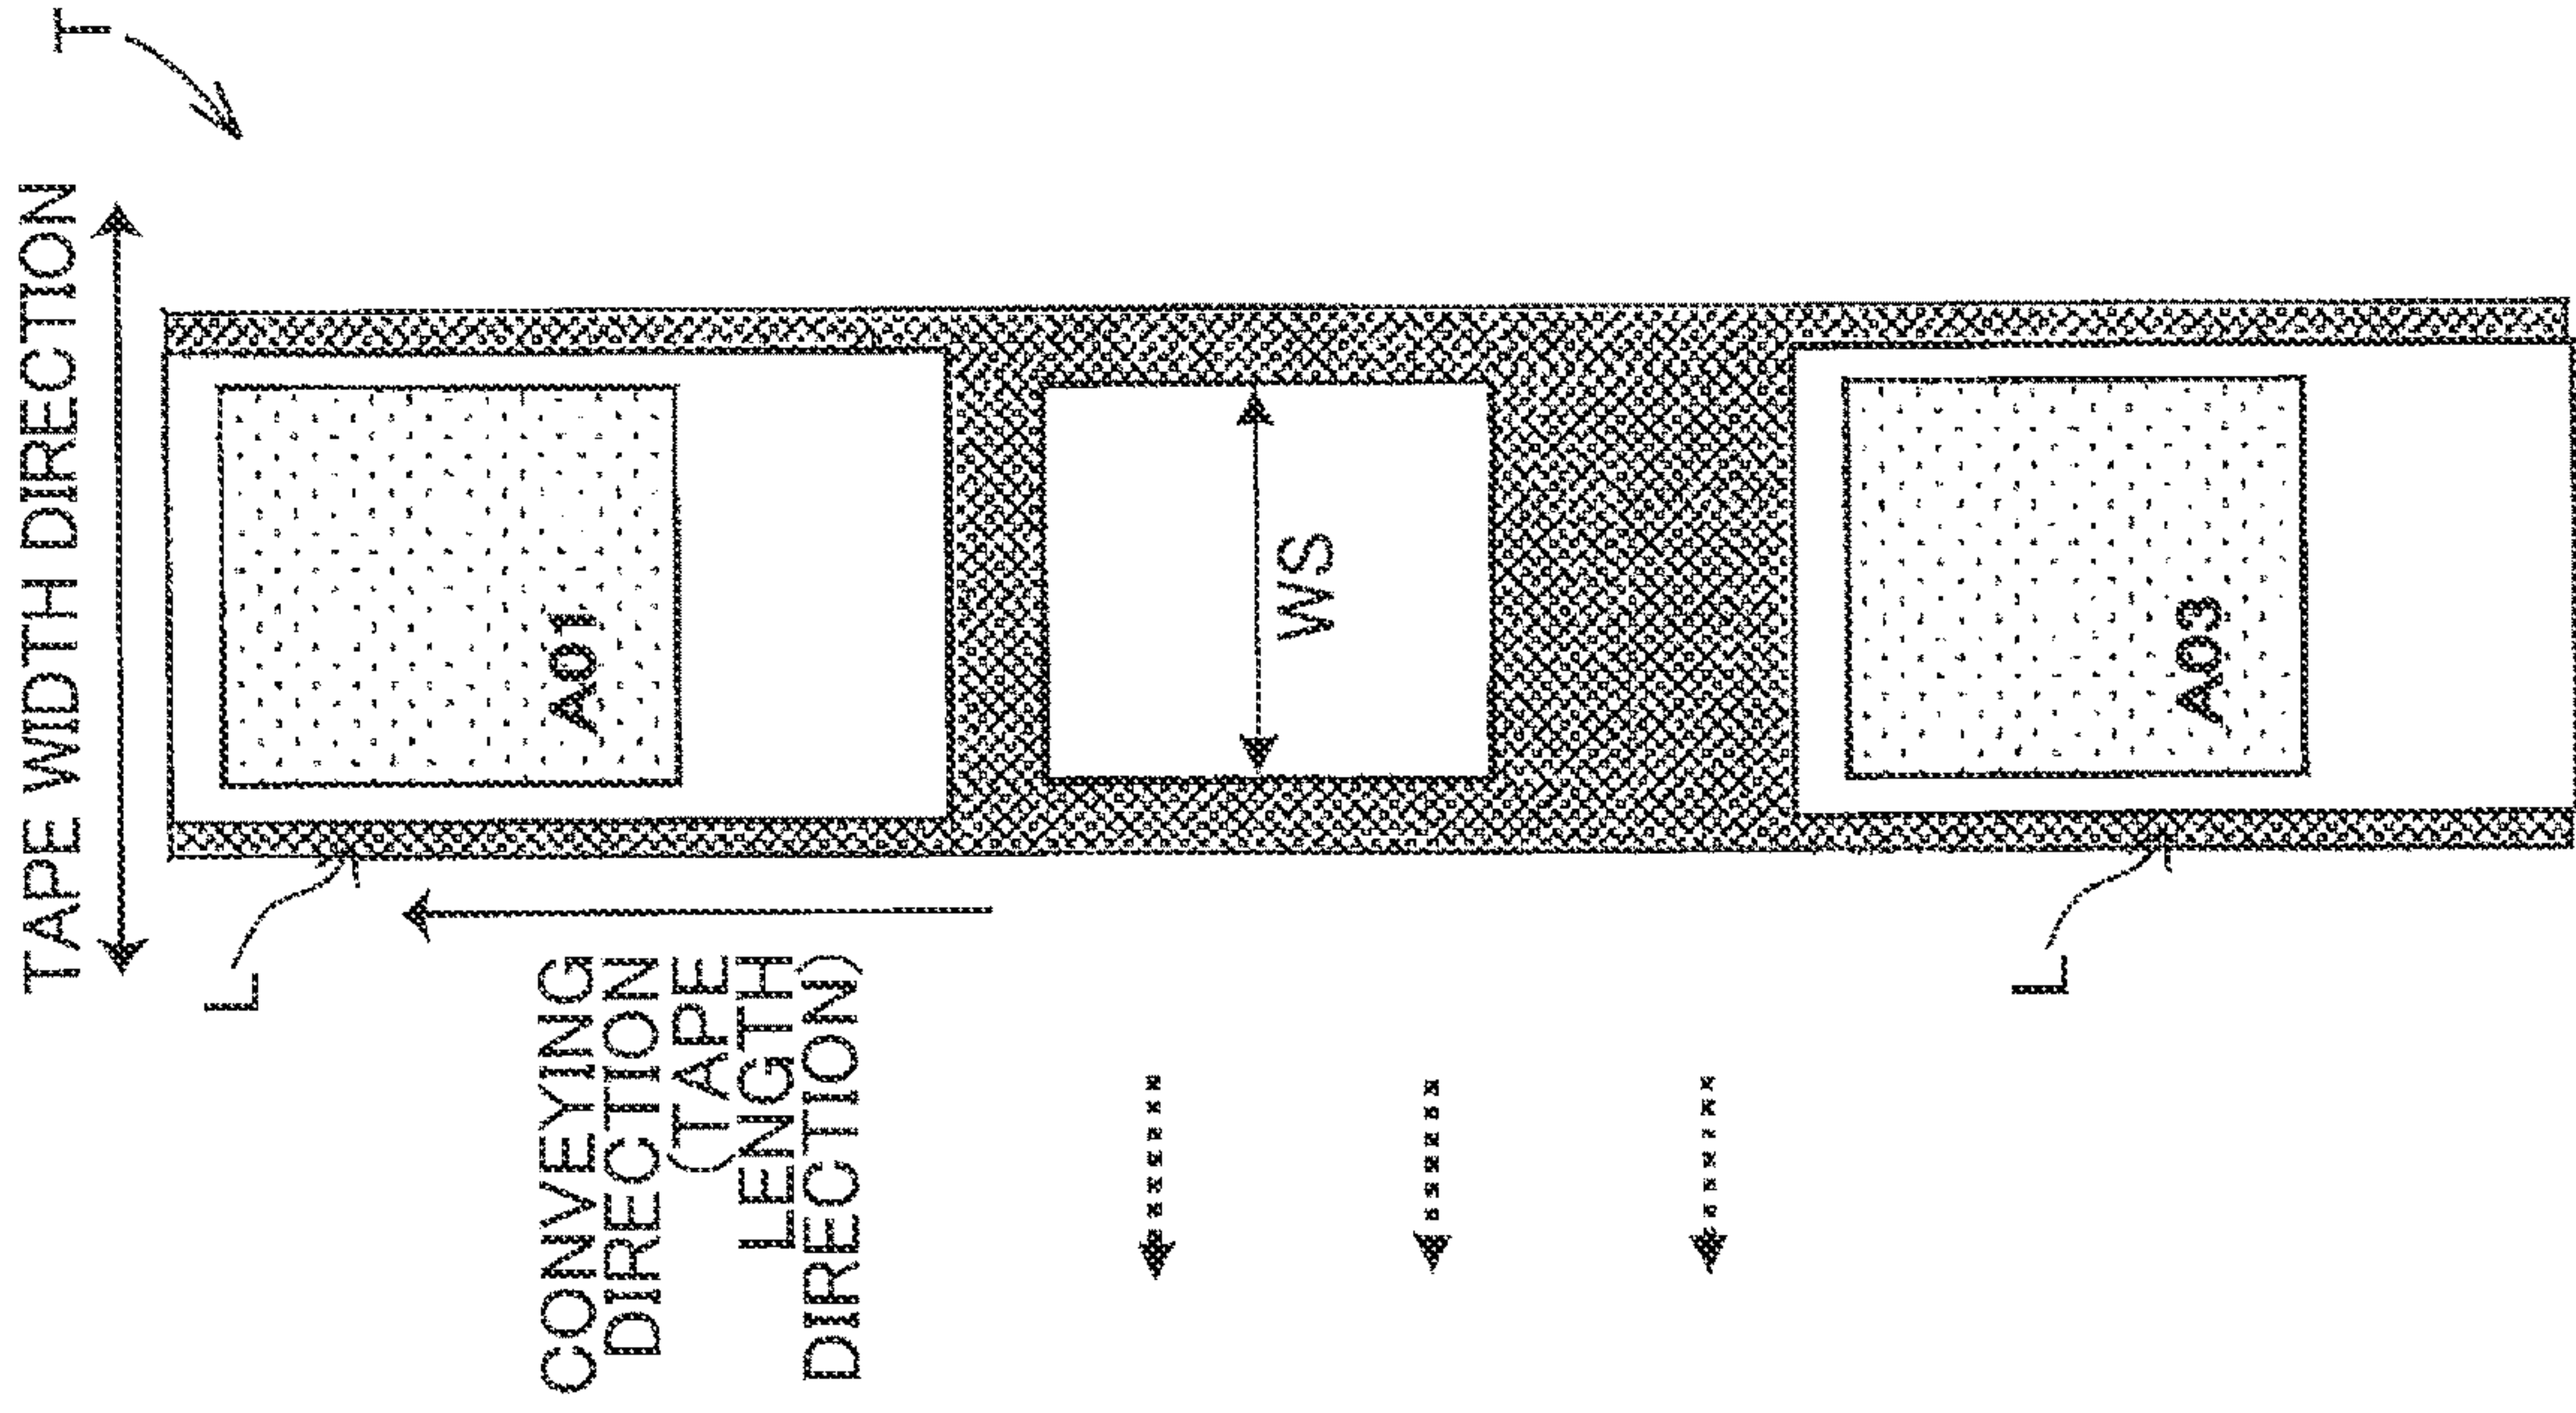 T
TAPE WIDTH DIRECTION
L
CONVEYING
DIRECTION
(TAPE
LENGTH
DIRECTION)
A01
WS
L
A03